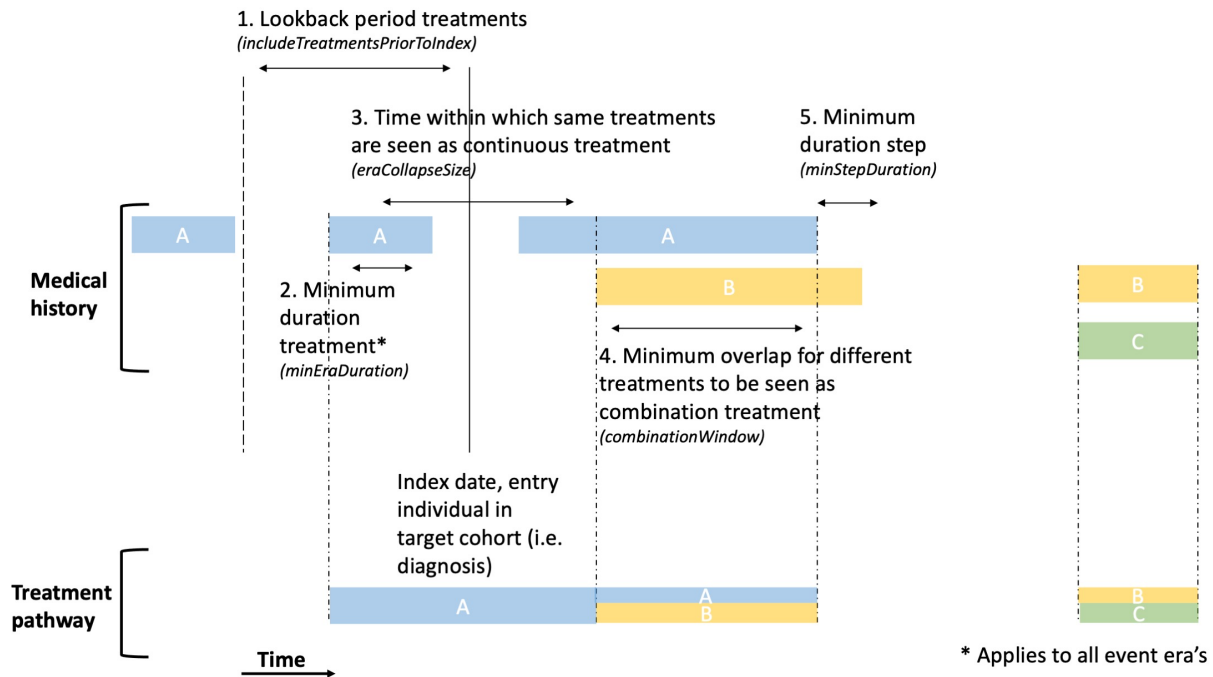 1. Lookback period treatments
(includeTreatmentsPriorToIndex)
3. Time within which same treatments
are seen as continuous treatment
(eraCollapseSize)
5. Minimum
duration step
(minStepDuration)
Medical
history
A
A
A
B
B
C
2. Minimum
duration
treatment*
(minEraDuration)
4. Minimum overlap for different
treatments to be seen as
combination treatment
(combinationWindow)
Index date, entry
individual in
target cohort (i.e.
diagnosis)
Treatment
pathway
A
A
B
B
C
Time
* Applies to all event era's